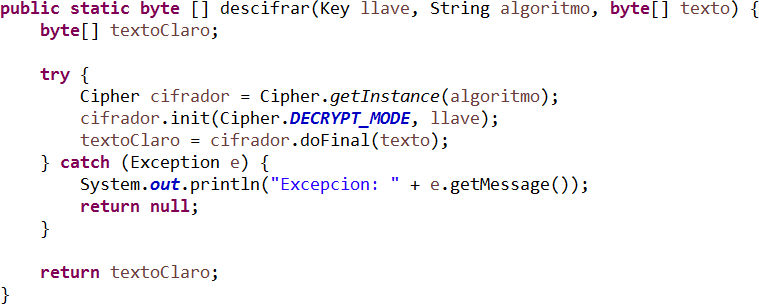 public static byte [] descifrar(Key llave, String algoritmo, byte[] texto) {
byte[] textoClaro;
try {
Cipher cifrador = Cipher.getInstance(algoritmo);
cifrador.init(Cipher.DECRYPT_MODE, llave);
textoClaro = cifrador.doFinal(texto);
} catch (Exception e) {
System.out.println("Excepcion: " + e.getMessage());
return null;
}
return textoClaro;
}